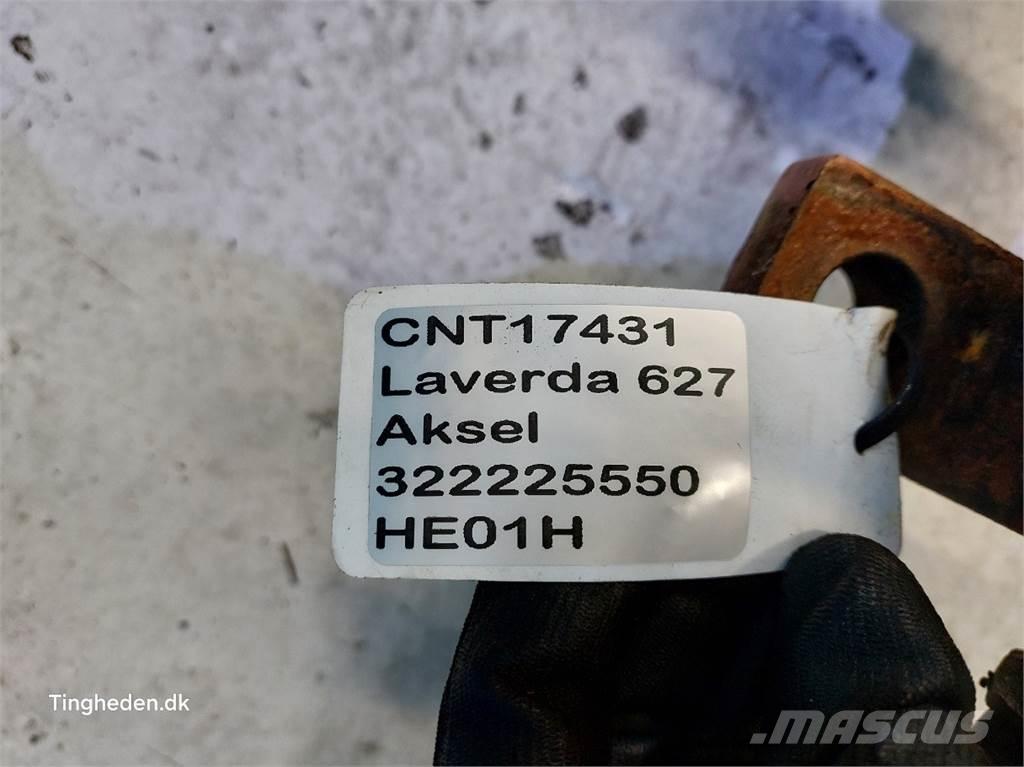 CNT17431
Laverda 627
Aksel
322225550
HE01H
Tingheden.dk
MASCUS